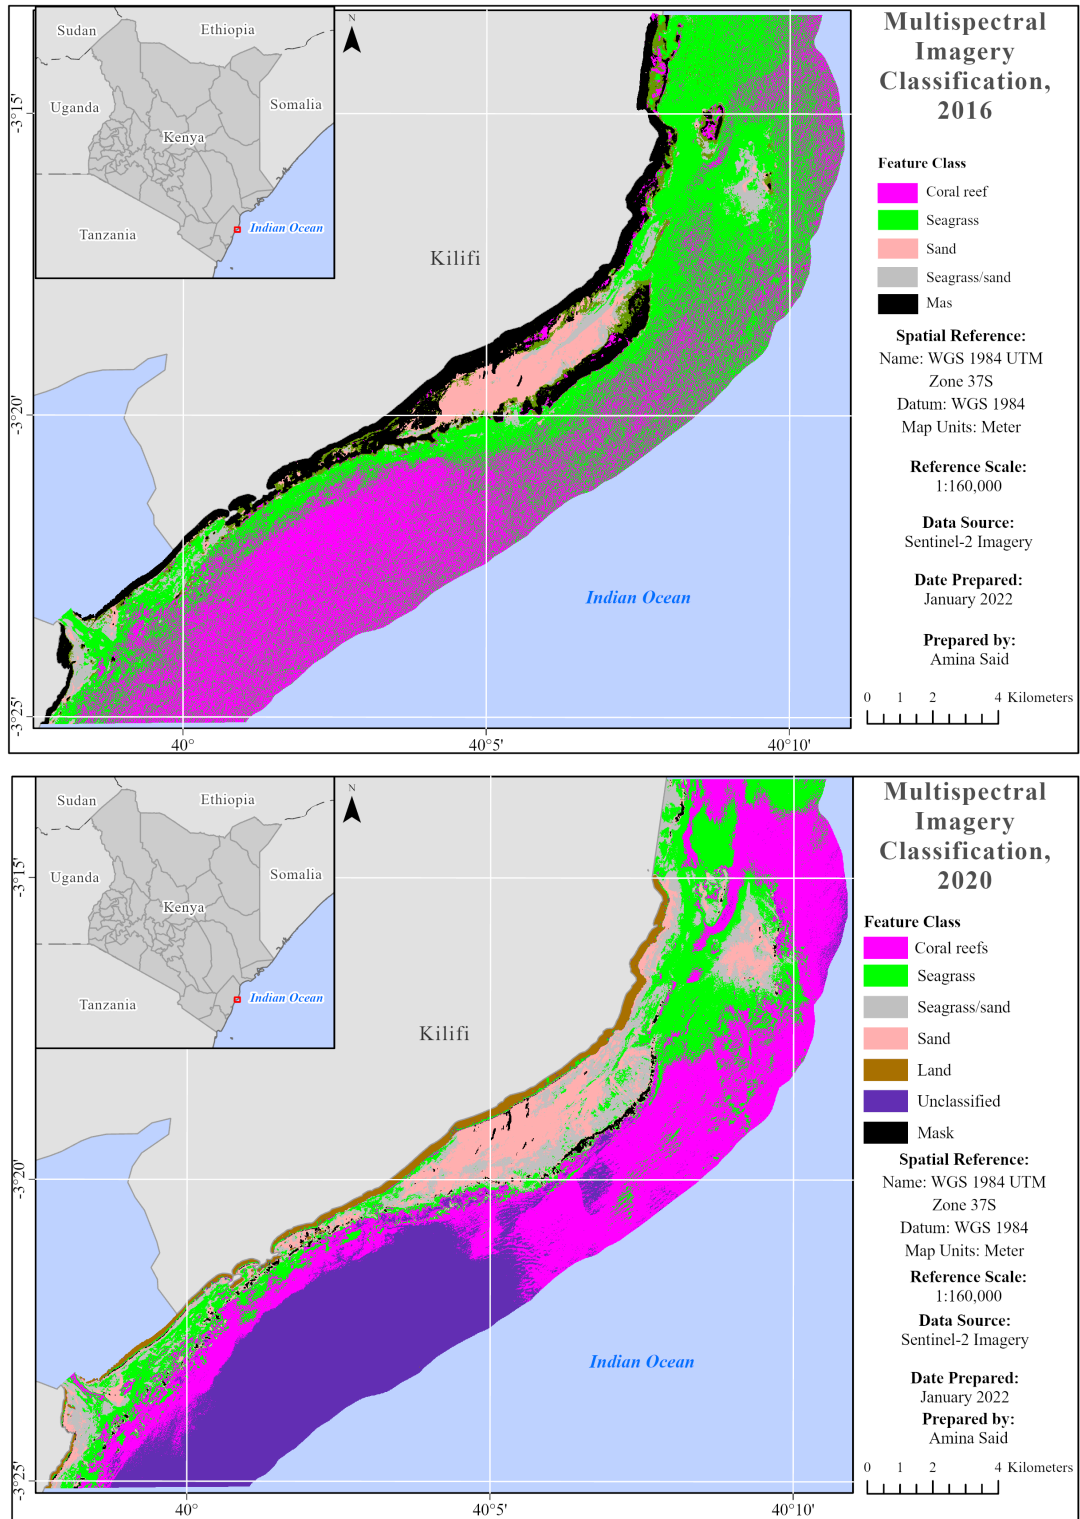 Sudan
Ethiopia
Uganda
Somalia
Kenya
Tanzania
Indian Ocean
N
Kilifi
Indian Ocean
-3°15'
-3°20'
-3°25'
40°
40°5'
40°10'
Multispectral
Imagery
Classification,
2016
Feature Class
Coral reef
Seagrass
Sand
Seagrass/sand
Mas
Spatial Reference:
Name: WGS 1984 UTM
Zone 37S
Datum: WGS 1984
Map Units: Meter
Reference Scale:
1:160,000
Data Source:
Sentinel-2 Imagery
Date Prepared:
January 2022
Prepared by:
Amina Said
0 1 2 4 Kilometers
Sudan
Ethiopia
Uganda
Somalia
Kenya
Tanzania
Indian Ocean
N
Kilifi
Indian Ocean
-3°15'
-3°20'
-3°25'
40°
40°5'
40°10'
Multispectral
Imagery
Classification,
2020
Feature Class
Coral reefs
Seagrass
Seagrass/sand
Sand
Land
Unclassified
Mask
Spatial Reference:
Name: WGS 1984 UTM
Zone 37S
Datum: WGS 1984
Map Units: Meter
Reference Scale:
1:160,000
Data Source:
Sentinel-2 Imagery
Date Prepared:
January 2022
Prepared by:
Amina Said
0 1 2 4 Kilometers